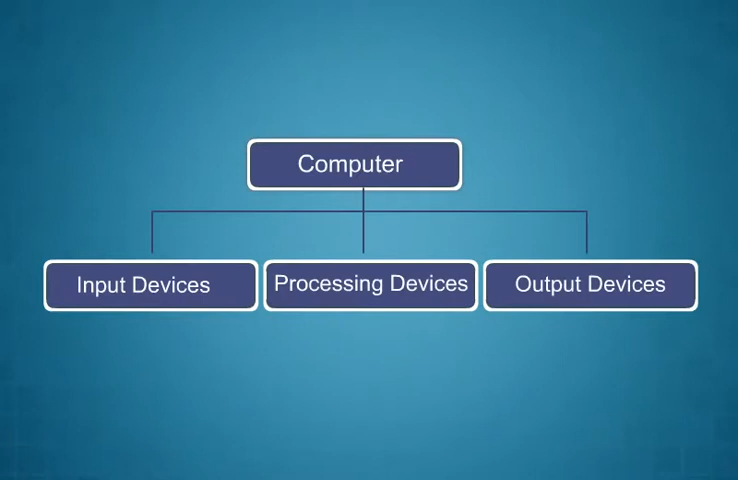 Computer
Input Devices
Processing Devices
Output Devices